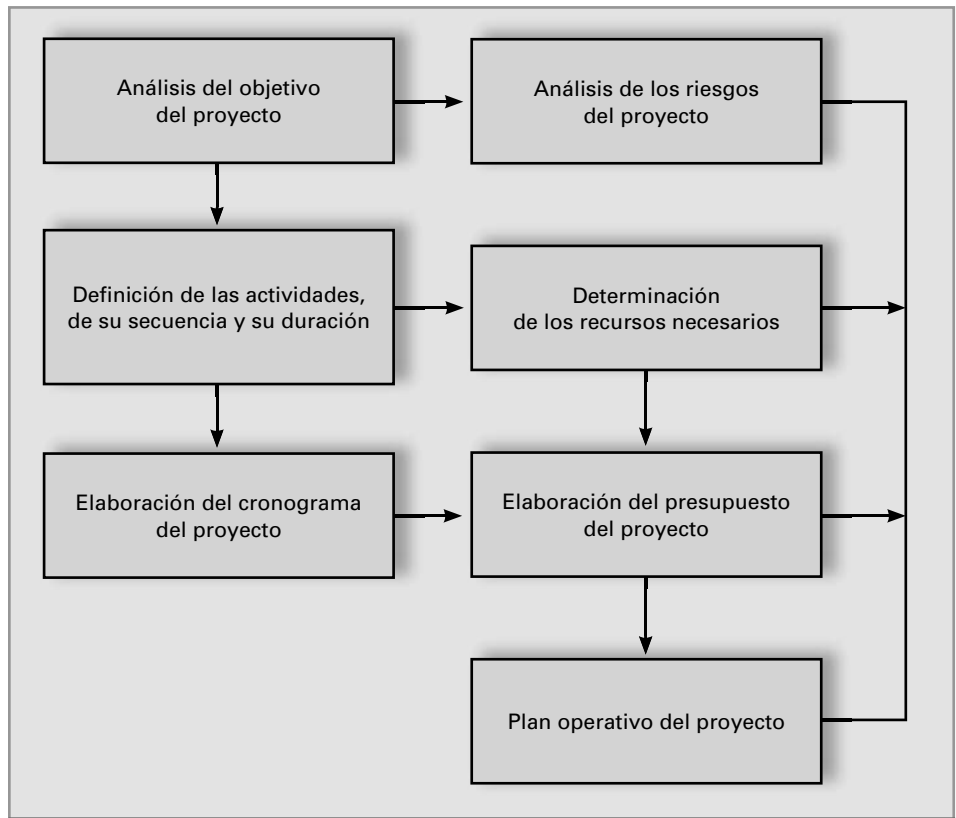 Análisis del objetivo
del proyecto
Análisis de los riesgos
del proyecto
Definición de las actividades,
de su secuencia y su duración
Determinación
de los recursos necesarios
Elaboración del cronograma
del proyecto
Elaboración del presupuesto
del proyecto
Plan operativo del proyecto